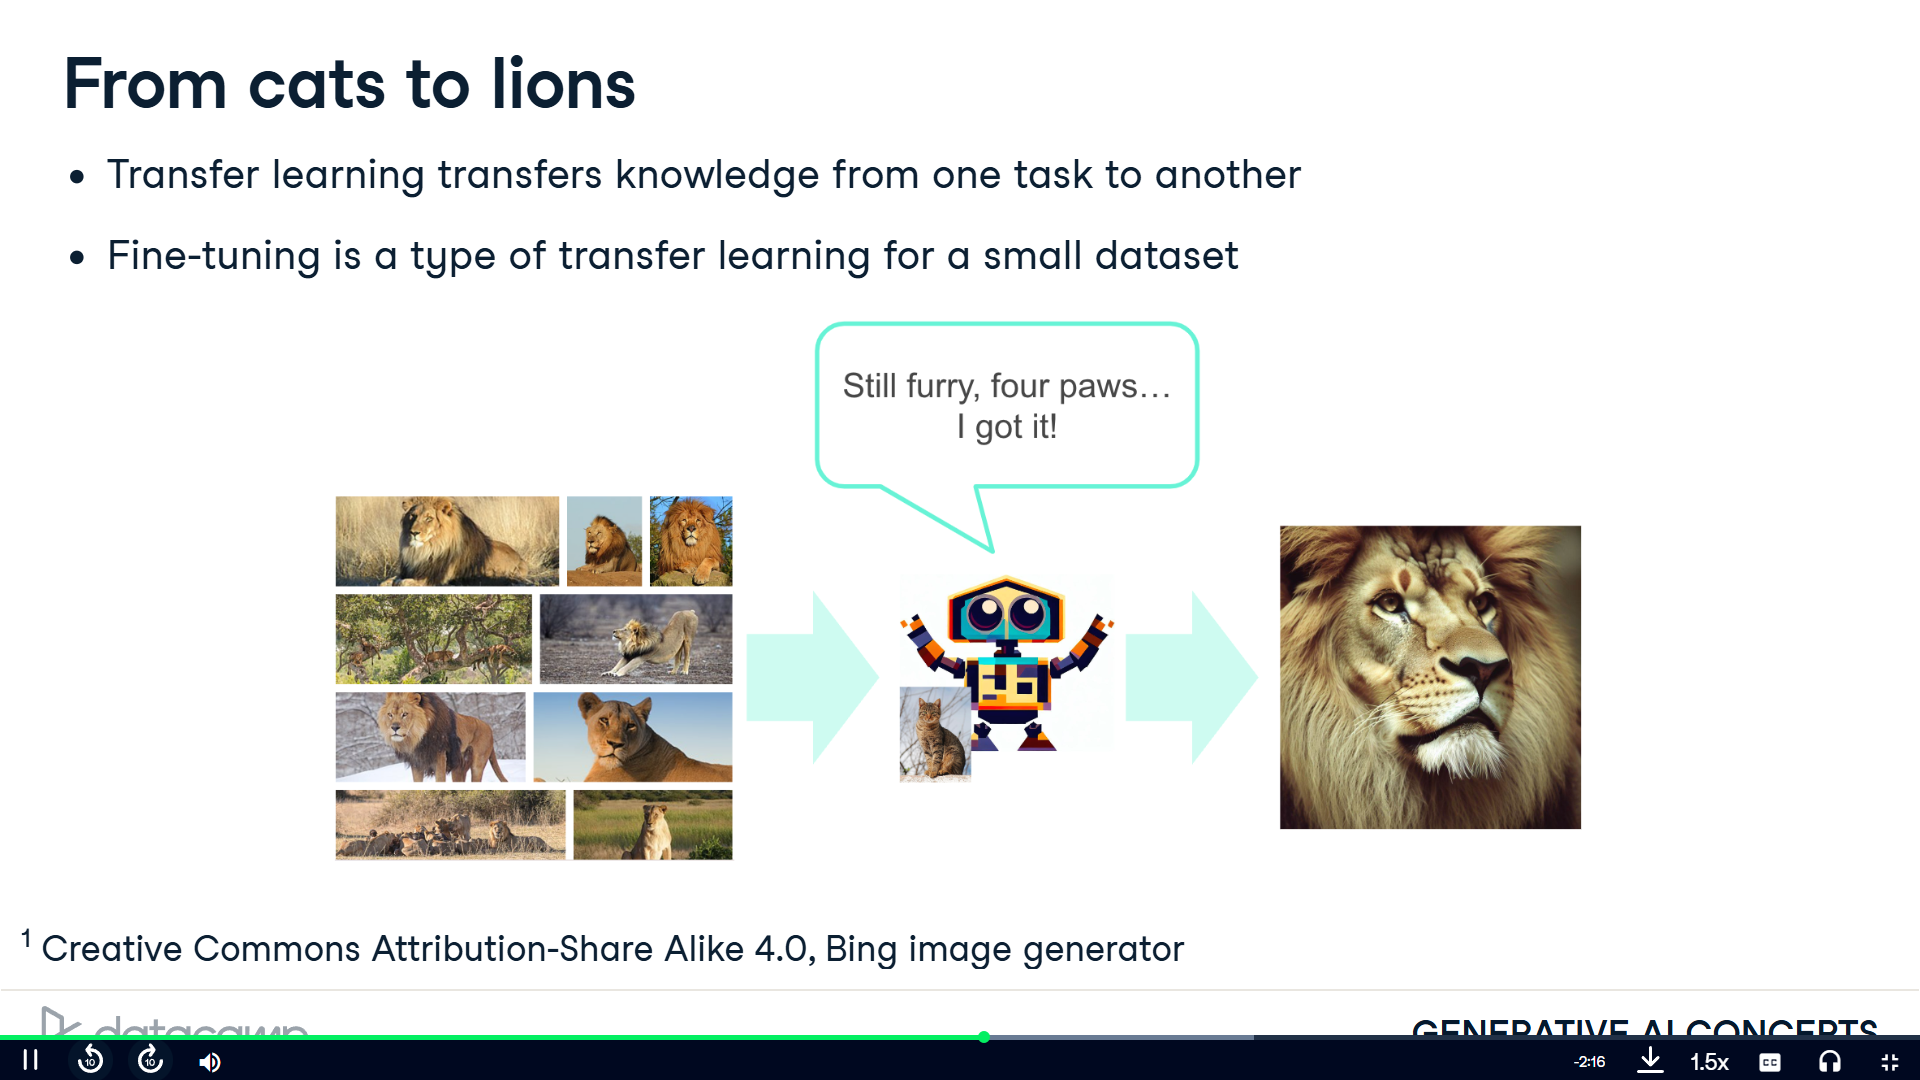 From cats to lions
• Transfer learning transfers knowledge from one task to another
• Fine-tuning is a type of transfer learning for a small dataset
Still furry, four paws…
I got it!
1 Creative Commons Attribution-Share Alike 4.0, Bing image generator
datacamp
GENERATIVE AI CONCEPTS
10
10
-2:16
1.5x
CC